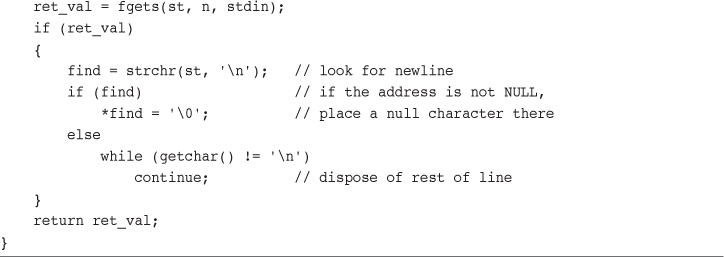 ret_val = fgets(st, n, stdin);
    if (ret_val)
    {
        find = strchr(st, '\n');   // look for newline
        if (find)                  // if the address is not NULL,
            *find = '\0';          // place a null character there
        else
            while (getchar() != '\n')
                continue;          // dispose of rest of line
    }
    return ret_val;
}